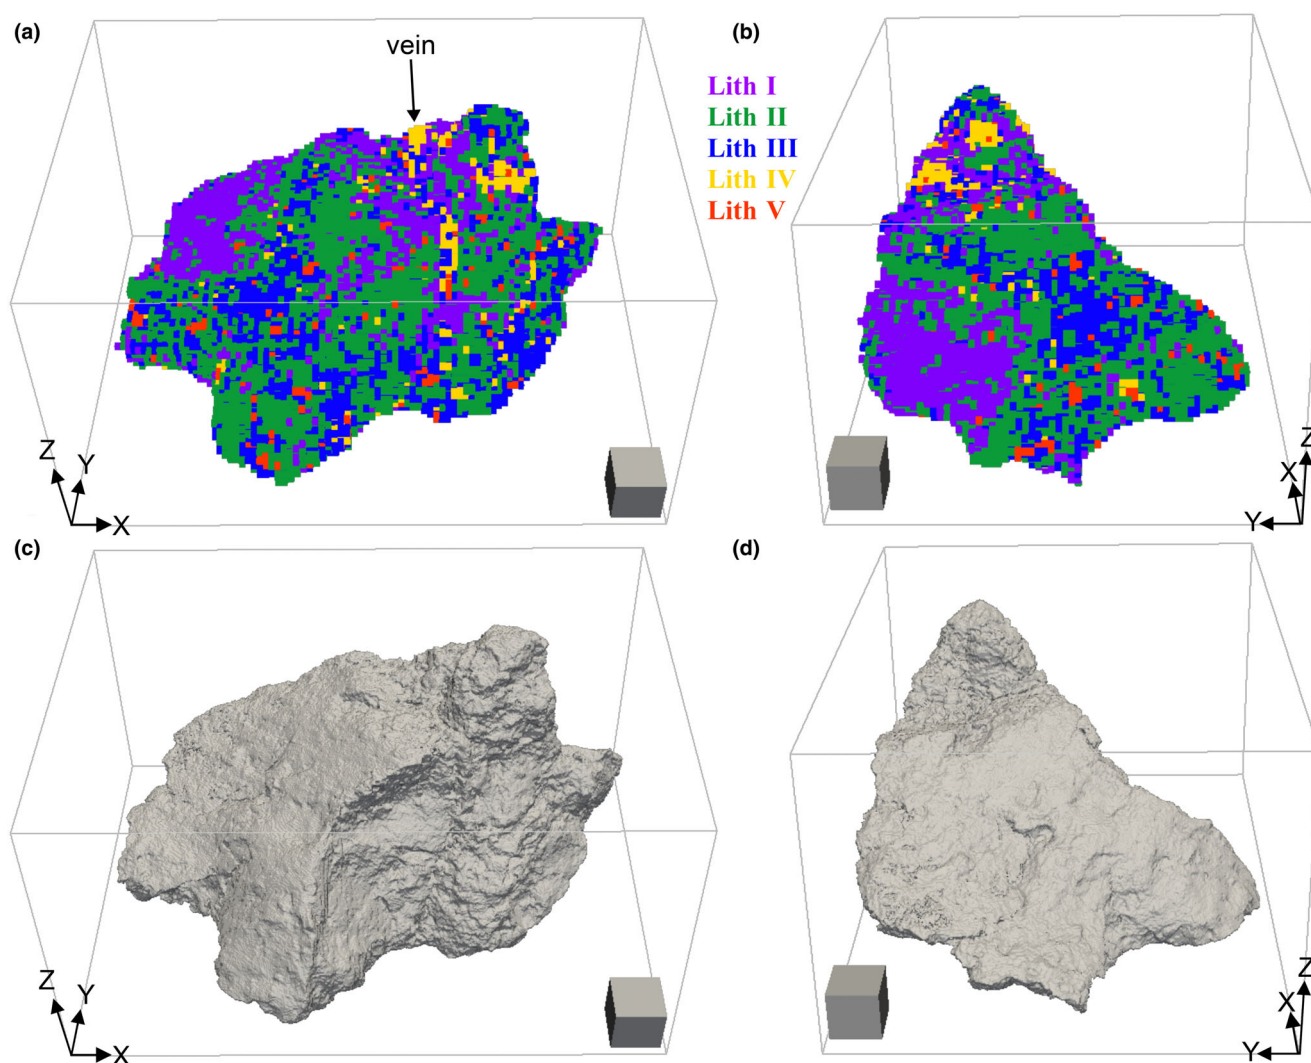 (a)
vein
(b)
Lith I
Lith II
Lith III
Lith IV
Lith V
Z
Y
X
Z
X
Y
(c)
(d)
Z
Y
X
Z
X
Y